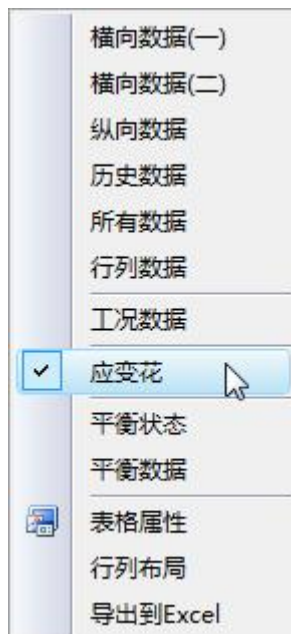 横向数据(一)
横向数据(二)
纵向数据
历史数据
所有数据
行列数据
工况数据
应变花
平衡状态
平衡数据
表格属性
行列布局
导出到Excel